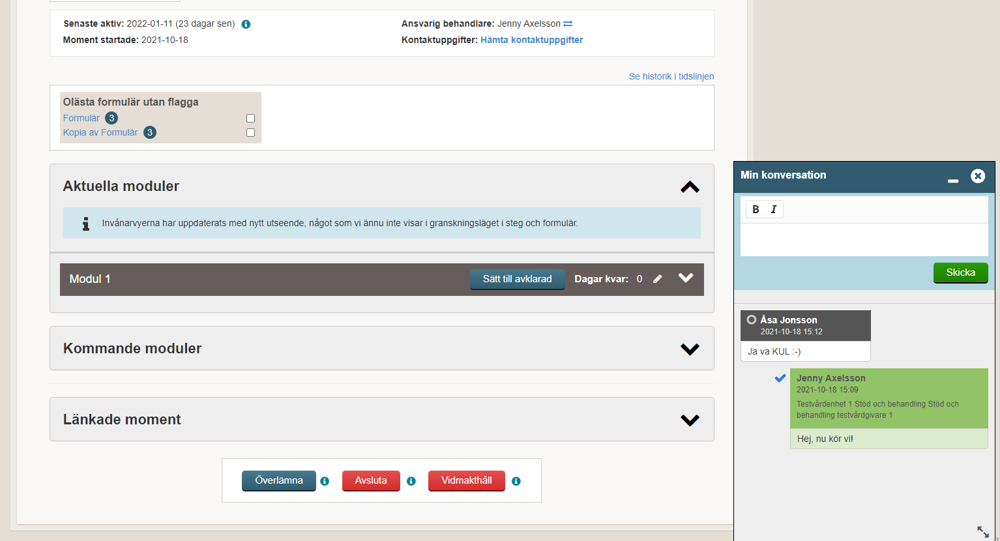 Senaste aktiv: 2022-01-11 (23 dagar sen)
Ansvarig behandlare: Jenny Axelsson
Moment startade: 2021-10-18
Kontaktuppgifter: Hämta kontaktuppgifter
Se historik i tidslinjen
Olästa formulär utan flagga
Formulär 3
Kopia av Formulär 3
Aktuella moduler
Invånarvyerna har uppdaterats med nytt utseende, något som vi ännu inte visar i granskningsläget i steg och formulär.
Modul 1 Sätt till avklarad Dagar kvar: 0
Kommande moduler
Länkade moment
Överlämna Avsluta Vidmakthåll
Min konversation
B I
Skicka
Åsa Jonsson
2021-10-18 15:12
Ja va KUL :-)
Jenny Axelsson
2021-10-18 15:09
Testvårdenhet 1 Stöd och behandling Stöd och
behandling testvårdgivare 1
Hej, nu kör vi!